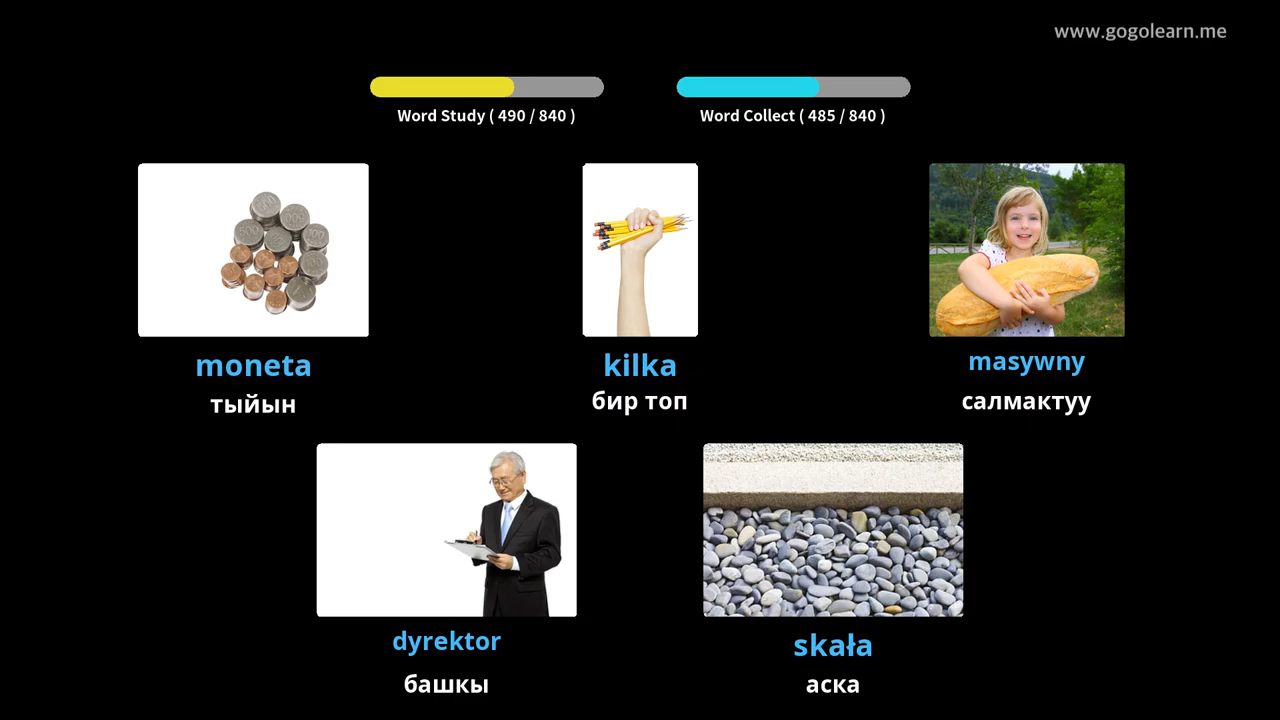 www.gogolearn.me
Word Study ( 490 / 840 )
Word Collect ( 485 / 840 )
moneta
тыйын
kilka
бир топ
masywny
салмактуу
dyrektor
башкы
skała
аска